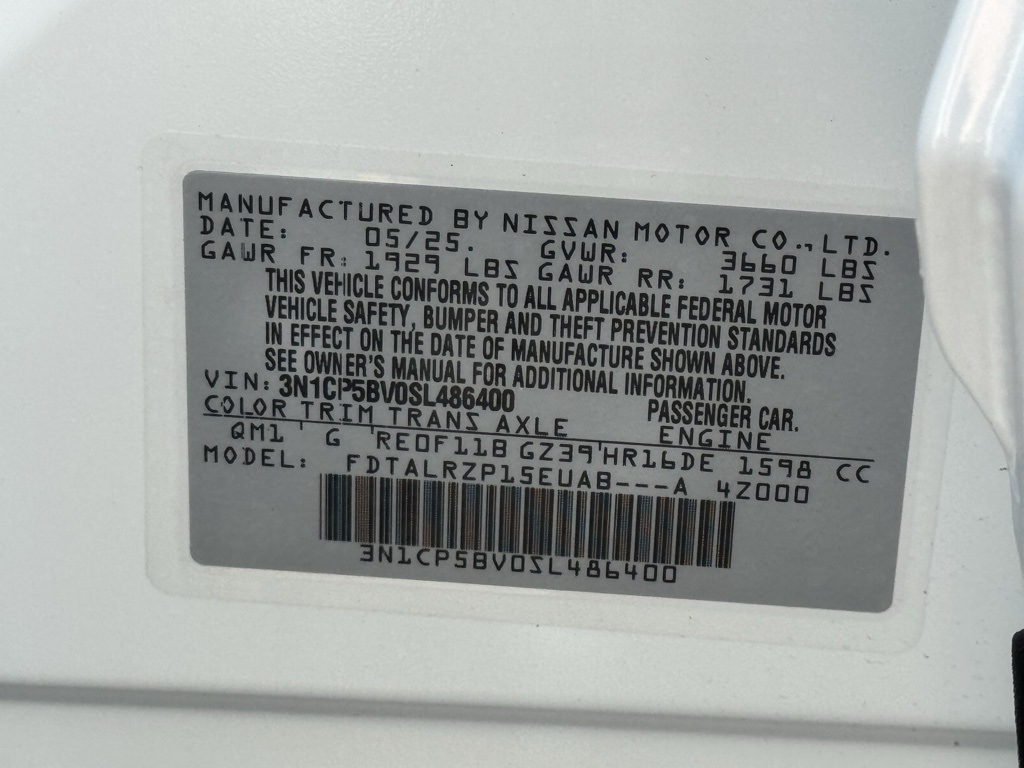 MANUFACTURED BY NISSAN MOTOR CO., LTD.
DATE: 05/25. GVWR: 3660 LBS
GAWR FR: 1929 LBS GAWR RR: 1731 LBS
THIS VEHICLE CONFORMS TO ALL APPLICABLE FEDERAL MOTOR
VEHICLE SAFETY, BUMPER AND THEFT PREVENTION STANDARDS
IN EFFECT ON THE DATE OF MANUFACTURE SHOWN ABOVE.
SEE OWNER'S MANUAL FOR ADDITIONAL INFORMATION.
VIN: 3N1CP5BV0SL486400 PASSENGER CAR.
COLOR TRIM TRANS AXLE ENGINE
QM1 ' G 'RE0F11B GZ39'HR16DE 1598 CC
MODEL: FDTALRZP15EUAB---A 4Z000
3N1CP5BV0SL486400